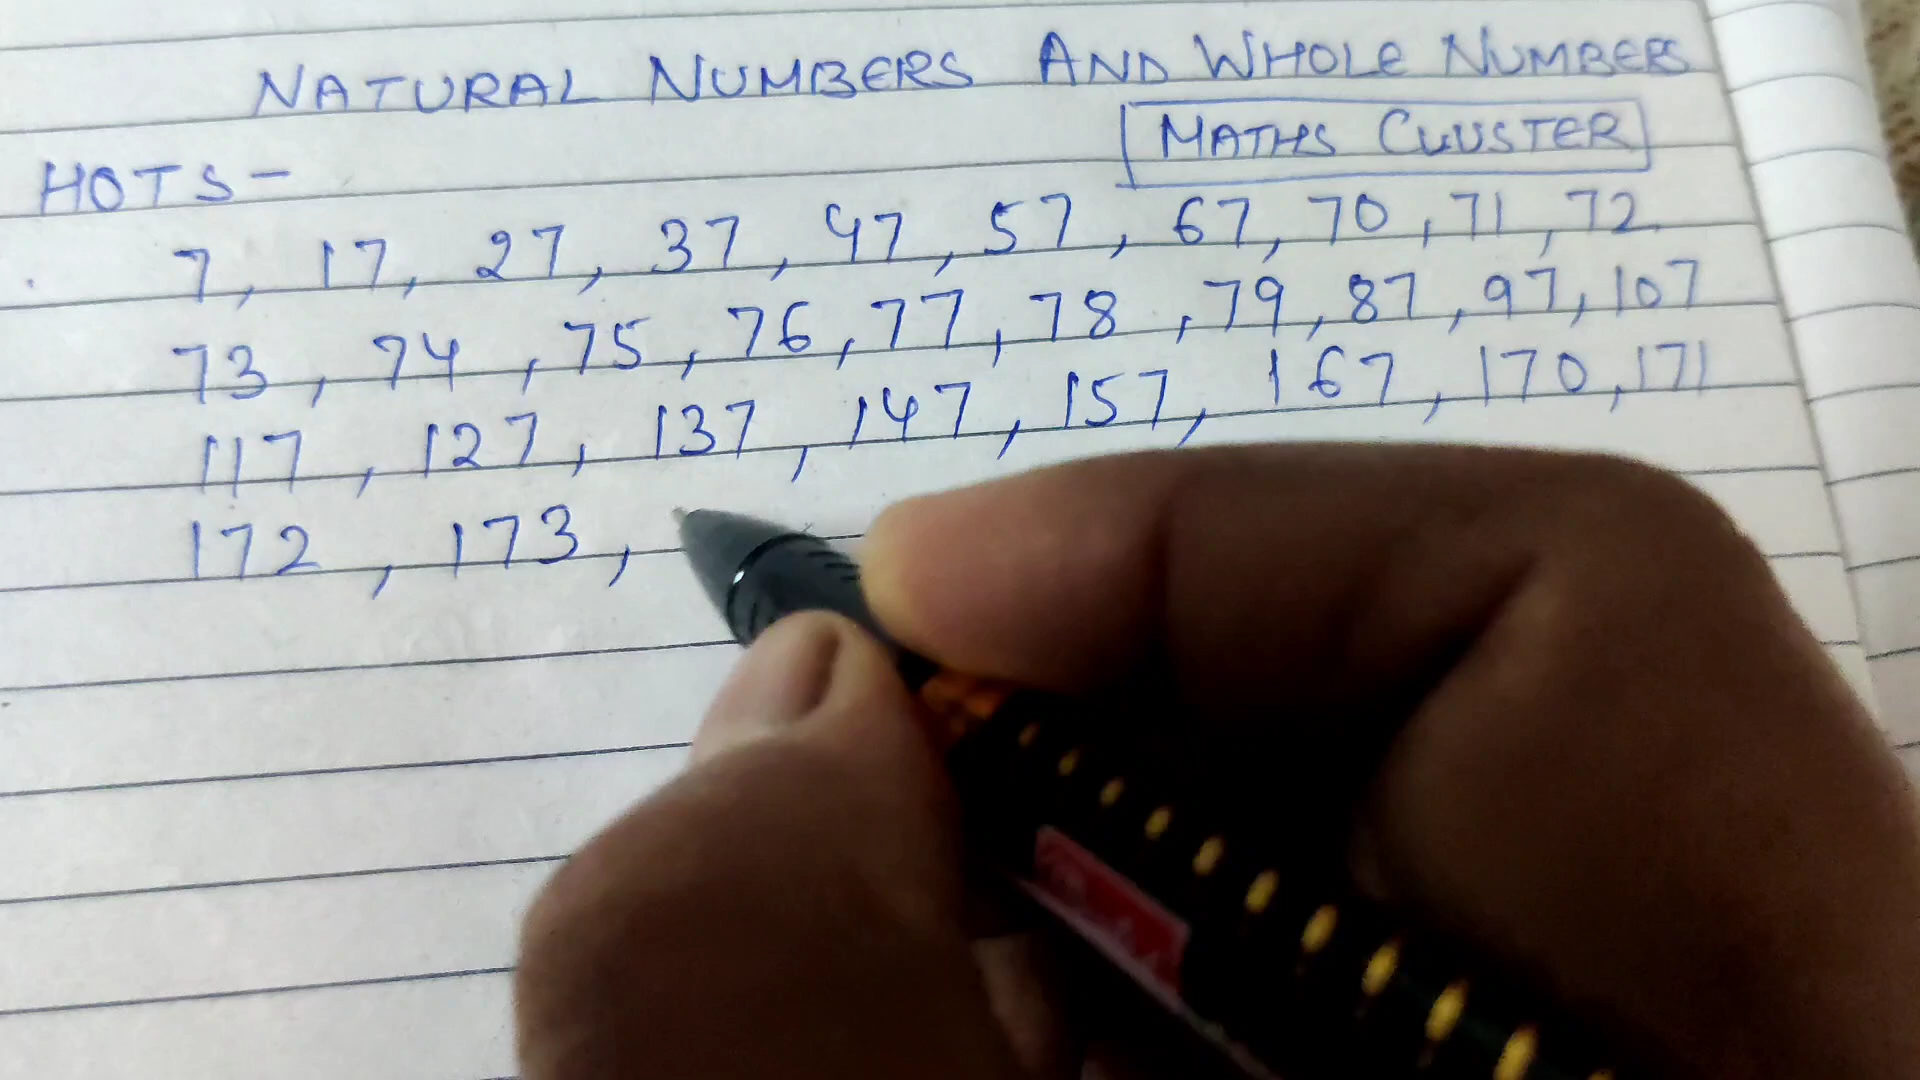 NATURAL NUMBERS AND WHOLE NUMBERS
MATHS CLUSTER
HOTS-
7, 17, 27, 37, 47, 57, 67, 70, 71, 72
73, 74, 75, 76, 77, 78, 79, 87, 97, 107
117, 127, 137, 147, 157, 167, 170, 171
172, 173,